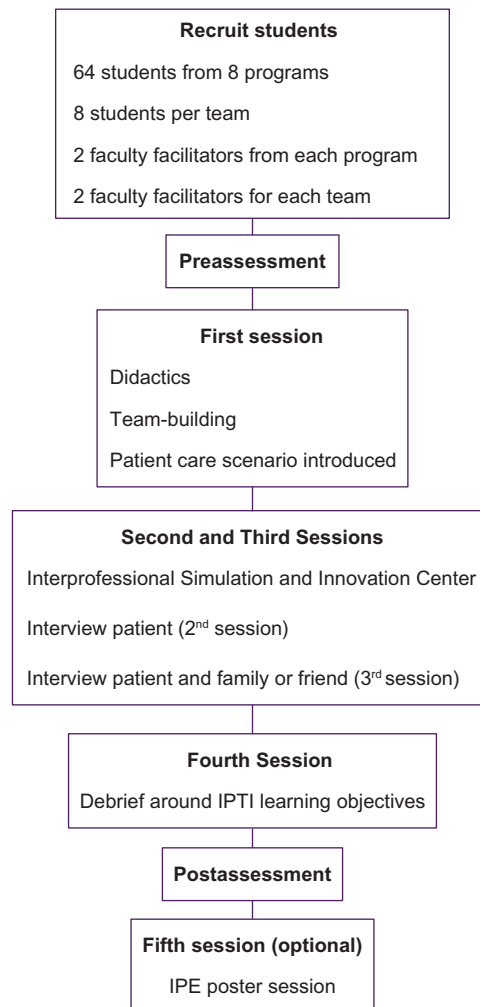 Recruit students
64 students from 8 programs
8 students per team
2 faculty facilitators from each program
2 faculty facilitators for each team
Preassessment
First session
Didactics
Team-building
Patient care scenario introduced
Second and Third Sessions
Interprofessional Simulation and Innovation Center
Interview patient (2nd session)
Interview patient and family or friend (3rd session)
Fourth Session
Debrief around IPTI learning objectives
Postassessment
Fifth session (optional)
IPE poster session